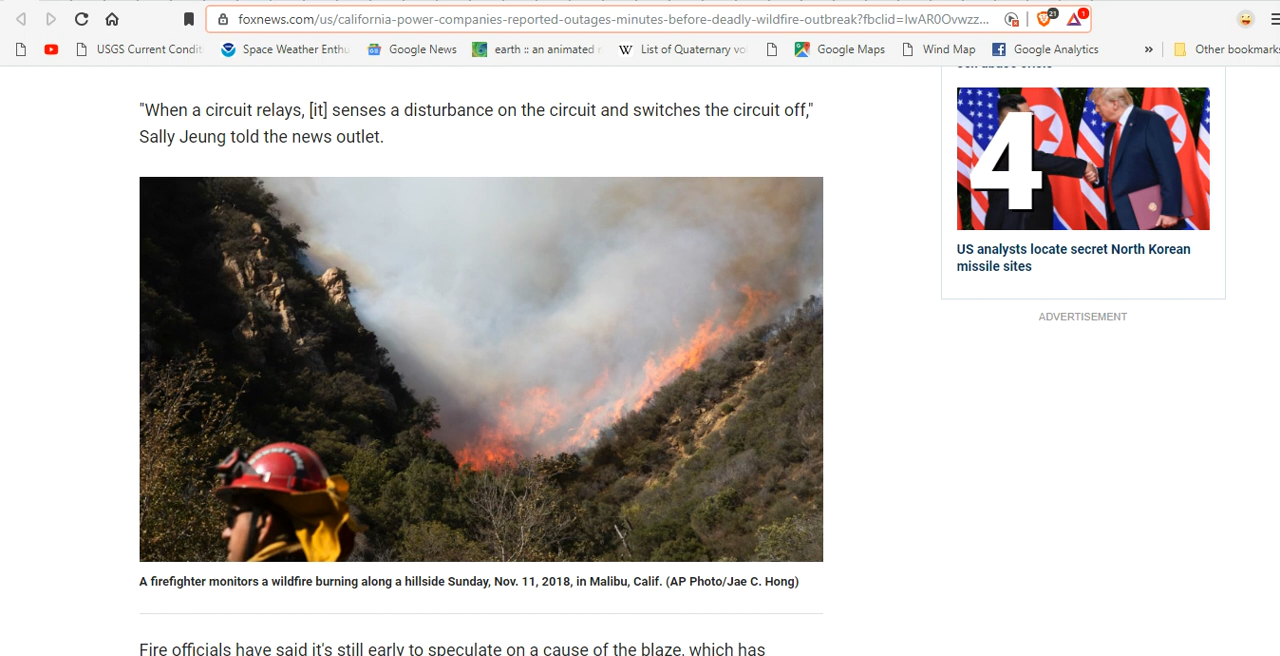 foxnews.com/us/california-power-companies-reported-outages-minutes-before-deadly-wildfire-outbreak?fbclid=IwAR0Ovwzz...
21
1
USGS Current Condit
Space Weather Enthu
Google News
earth :: an animated
List of Quaternary vo
Google Maps
Wind Map
Google Analytics
»
Other bookmarks
"When a circuit relays, [it] senses a disturbance on the circuit and switches the circuit off,"
Sally Jeung told the news outlet.
A firefighter monitors a wildfire burning along a hillside Sunday, Nov. 11, 2018, in Malibu, Calif. (AP Photo/Jae C. Hong)
Fire officials have said it's still early to speculate on a cause of the blaze, which has
4
US analysts locate secret North Korean
missile sites
ADVERTISEMENT